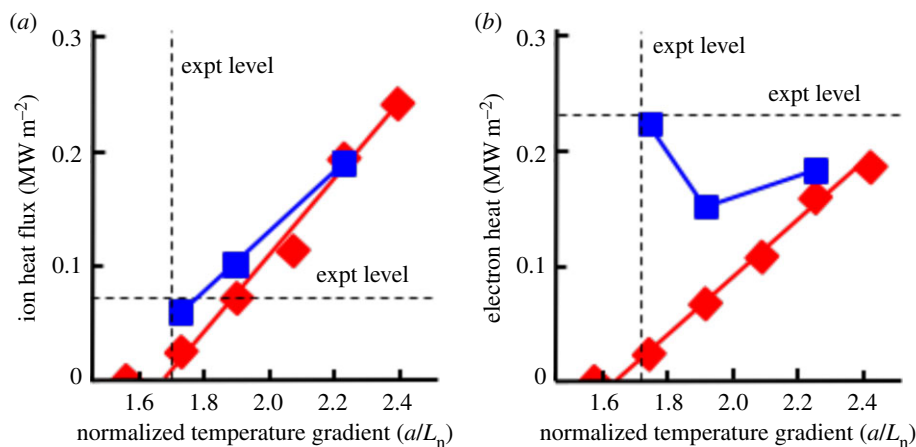 (a)
0.3
0.2
0.1
0
ion heat flux (MW m⁻²)
expt level
expt level
1.6 1.8 2.0 2.2 2.4
normalized temperature gradient (a/Lₙ)
(b)
0.3
0.2
0.1
0
electron heat (MW m⁻²)
expt level
expt level
1.6 1.8 2.0 2.2 2.4
normalized temperature gradient (a/Lₙ)